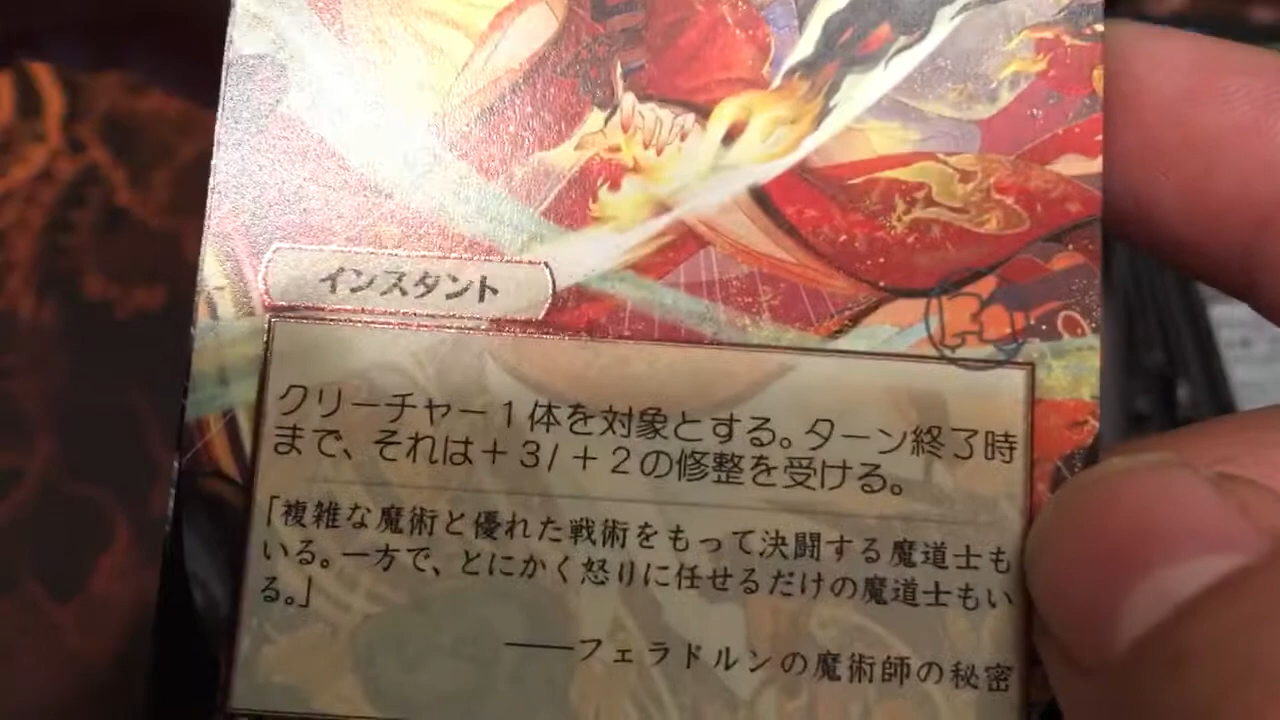 インスタント
クリーチャー１体を対象とする。ターン終了時
まで、それは＋３/＋２の修整を受ける。
「複雑な魔術と優れた戦術をもって決闘する魔道士も
いる。一方で、とにかく怒りに任せるだけの魔道士もい
る。」
――フェラドルンの魔術師の秘密